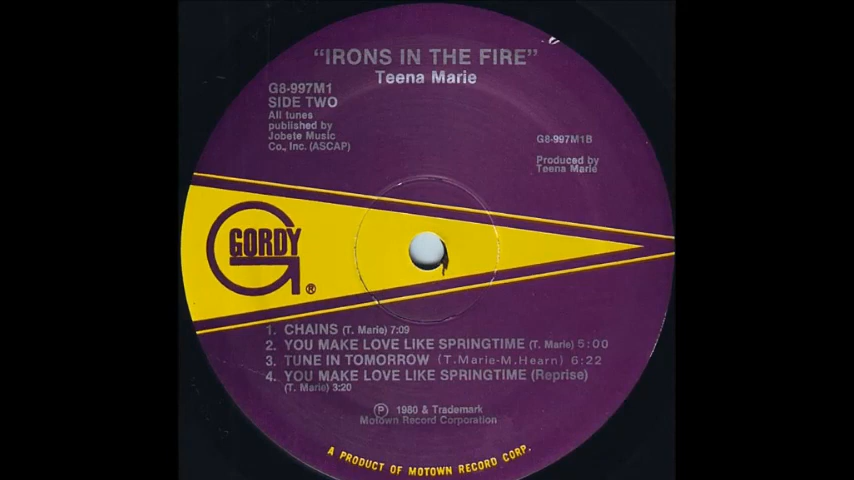 "IRONS IN THE FIRE"
Teena Marie
G8-997M1
SIDE TWO
All tunes
published by
Jobete Music
Co., Inc. (ASCAP)
G8-997M1B
Produced by
Teena Marie
GORDY
®
1. CHAINS (T. Marie) 7:09
2. YOU MAKE LOVE LIKE SPRINGTIME (T. Marie) 5:00
3. TUNE IN TOMORROW (T.Marie-M.Hearn) 6:22
4. YOU MAKE LOVE LIKE SPRINGTIME (Reprise)
(T. Marie) 3:20
℗ 1980 & Trademark
Motown Record Corporation
A PRODUCT OF MOTOWN RECORD CORP.